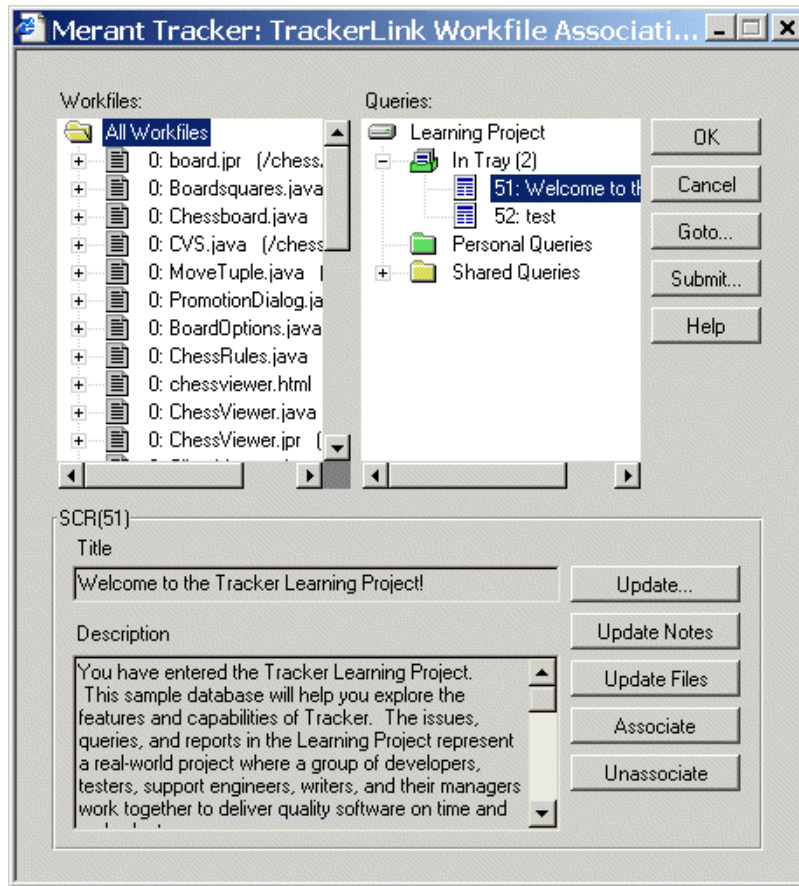 Merant Tracker: TrackerLink Workfile Associati...
Workfiles:
All Workfiles
0: board.jpr (/chess.
0: Boardsquares.java
0: Chessboard.java
0: CVS.java (/chess
0: MoveTuple.java (
0: PromotionDialog.ja
0: BoardOptions.java
0: ChessRules.java
0: chessviewer.html
0: ChessViewer.java
0: ChessViewer.jpr (
Queries:
Learning Project
In Tray (2)
51: Welcome to th
52: test
Personal Queries
Shared Queries
OK
Cancel
Goto...
Submit...
Help
SCR(51)
Title
Welcome to the Tracker Learning Project!
Description
You have entered the Tracker Learning Project.
This sample database will help you explore the
features and capabilities of Tracker. The issues,
queries, and reports in the Learning Project represent
a real-world project where a group of developers,
testers, support engineers, writers, and their managers
work together to deliver quality software on time and
Update...
Update Notes
Update Files
Associate
Unassociate